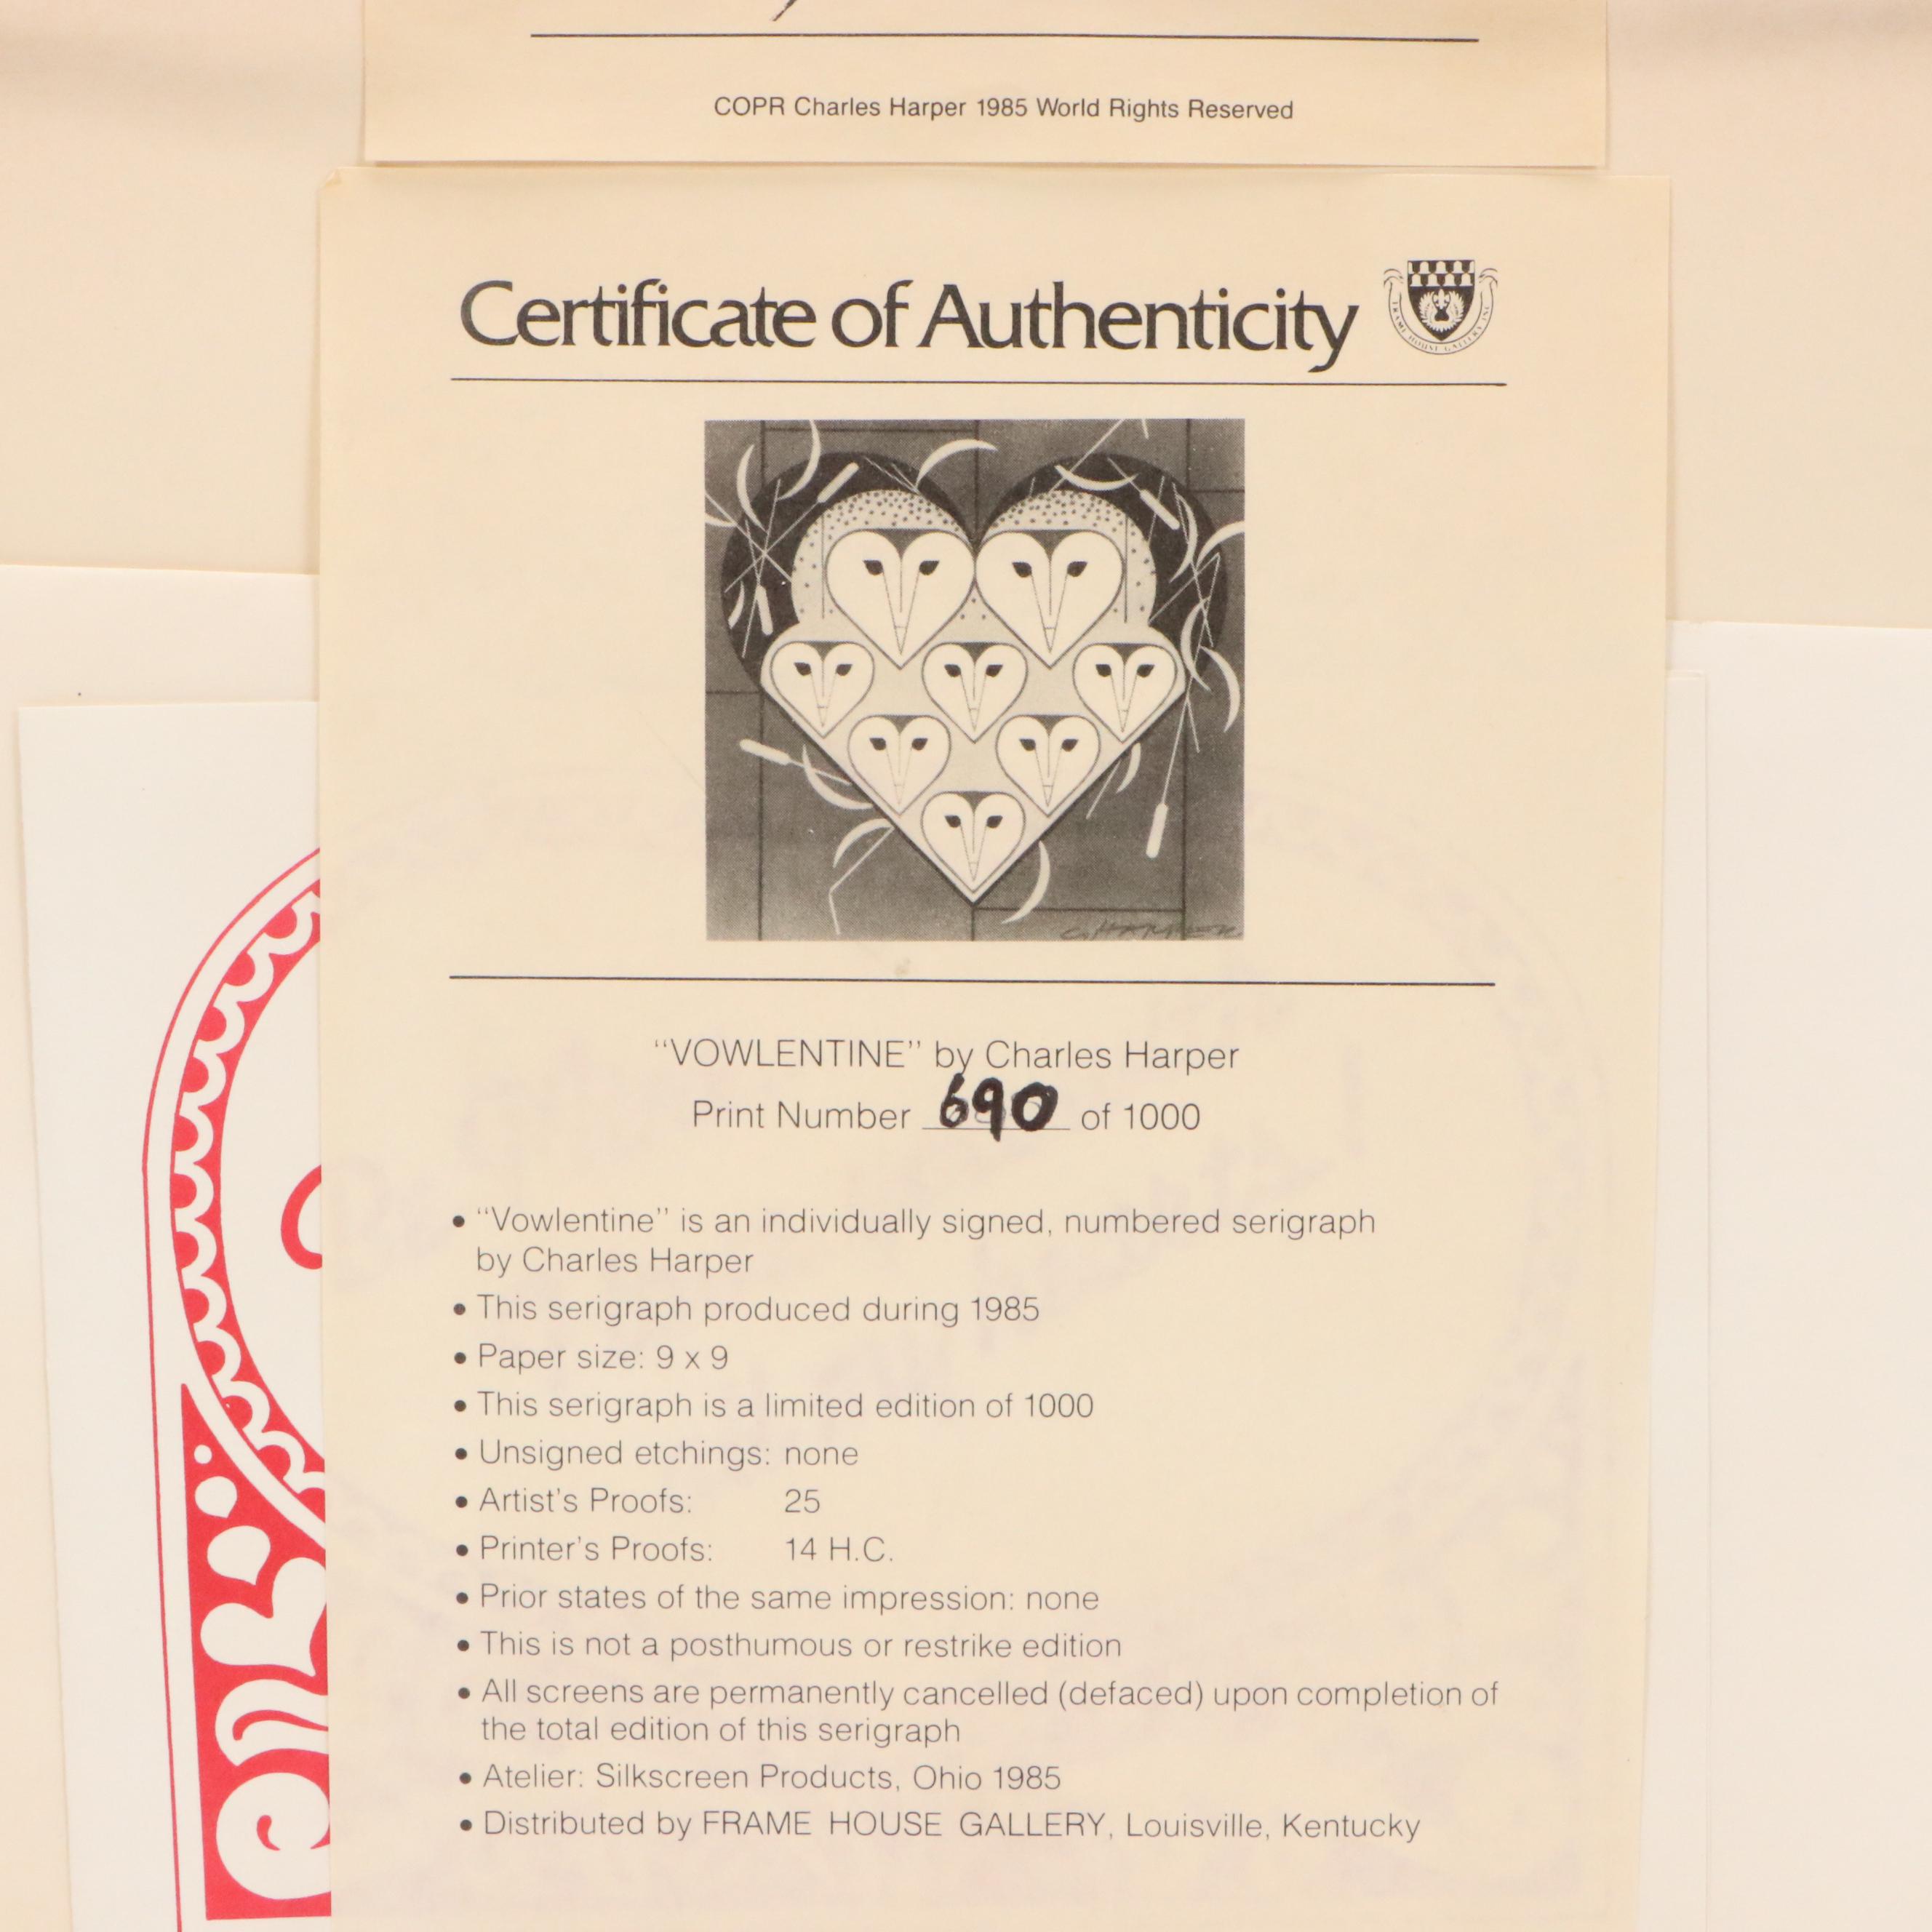 COPR Charles Harper 1985 World Rights Reserved
Certificate of Authenticity
FRAME HOUSE GALLERY, INC.
C. HARPER
"VOWLENTINE" by Charles Harper
Print Number 690 of 1000
• "Vowlentine" is an individually signed, numbered serigraph
by Charles Harper
• This serigraph produced during 1985
• Paper size: 9 x 9
• This serigraph is a limited edition of 1000
• Unsigned etchings: none
• Artist's Proofs: 25
• Printer's Proofs: 14 H.C.
• Prior states of the same impression: none
• This is not a posthumous or restrike edition
• All screens are permanently cancelled (defaced) upon completion of
the total edition of this serigraph
• Atelier: Silkscreen Products, Ohio 1985
• Distributed by FRAME HOUSE GALLERY, Louisville, Kentucky